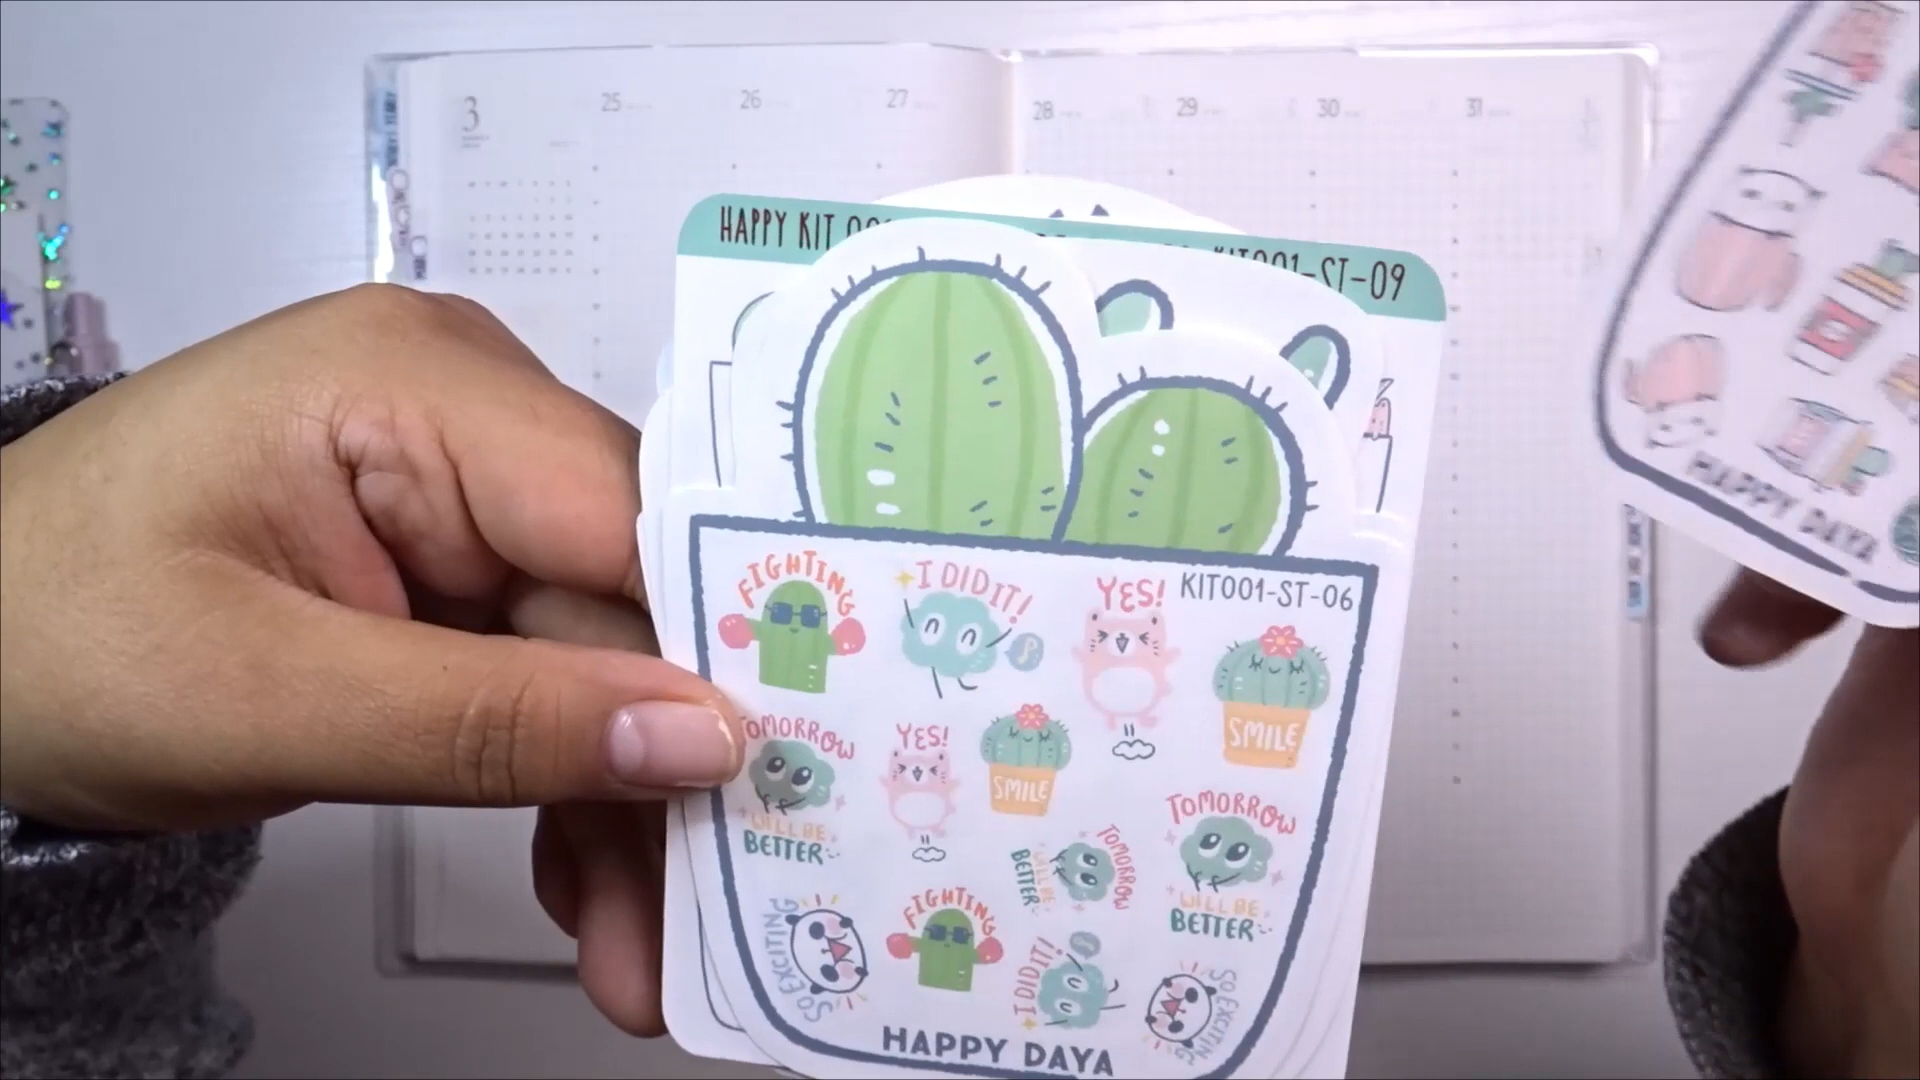 3
25
26
27
28
29
30
31
HAPPY KIT
KIT001-ST-09
KIT001-ST-06
FIGHTING
I DID IT!
YES!
SMILE
TOMORROW
WILL BE
BETTER
YES!
SMILE
TOMORROW
WILL BE
BETTER
TOMORROW
WILL BE
BETTER
SO EXCITING
FIGHTING
I DID IT!
SO EXCITING
HAPPY DAYA
HAPPY DAYA